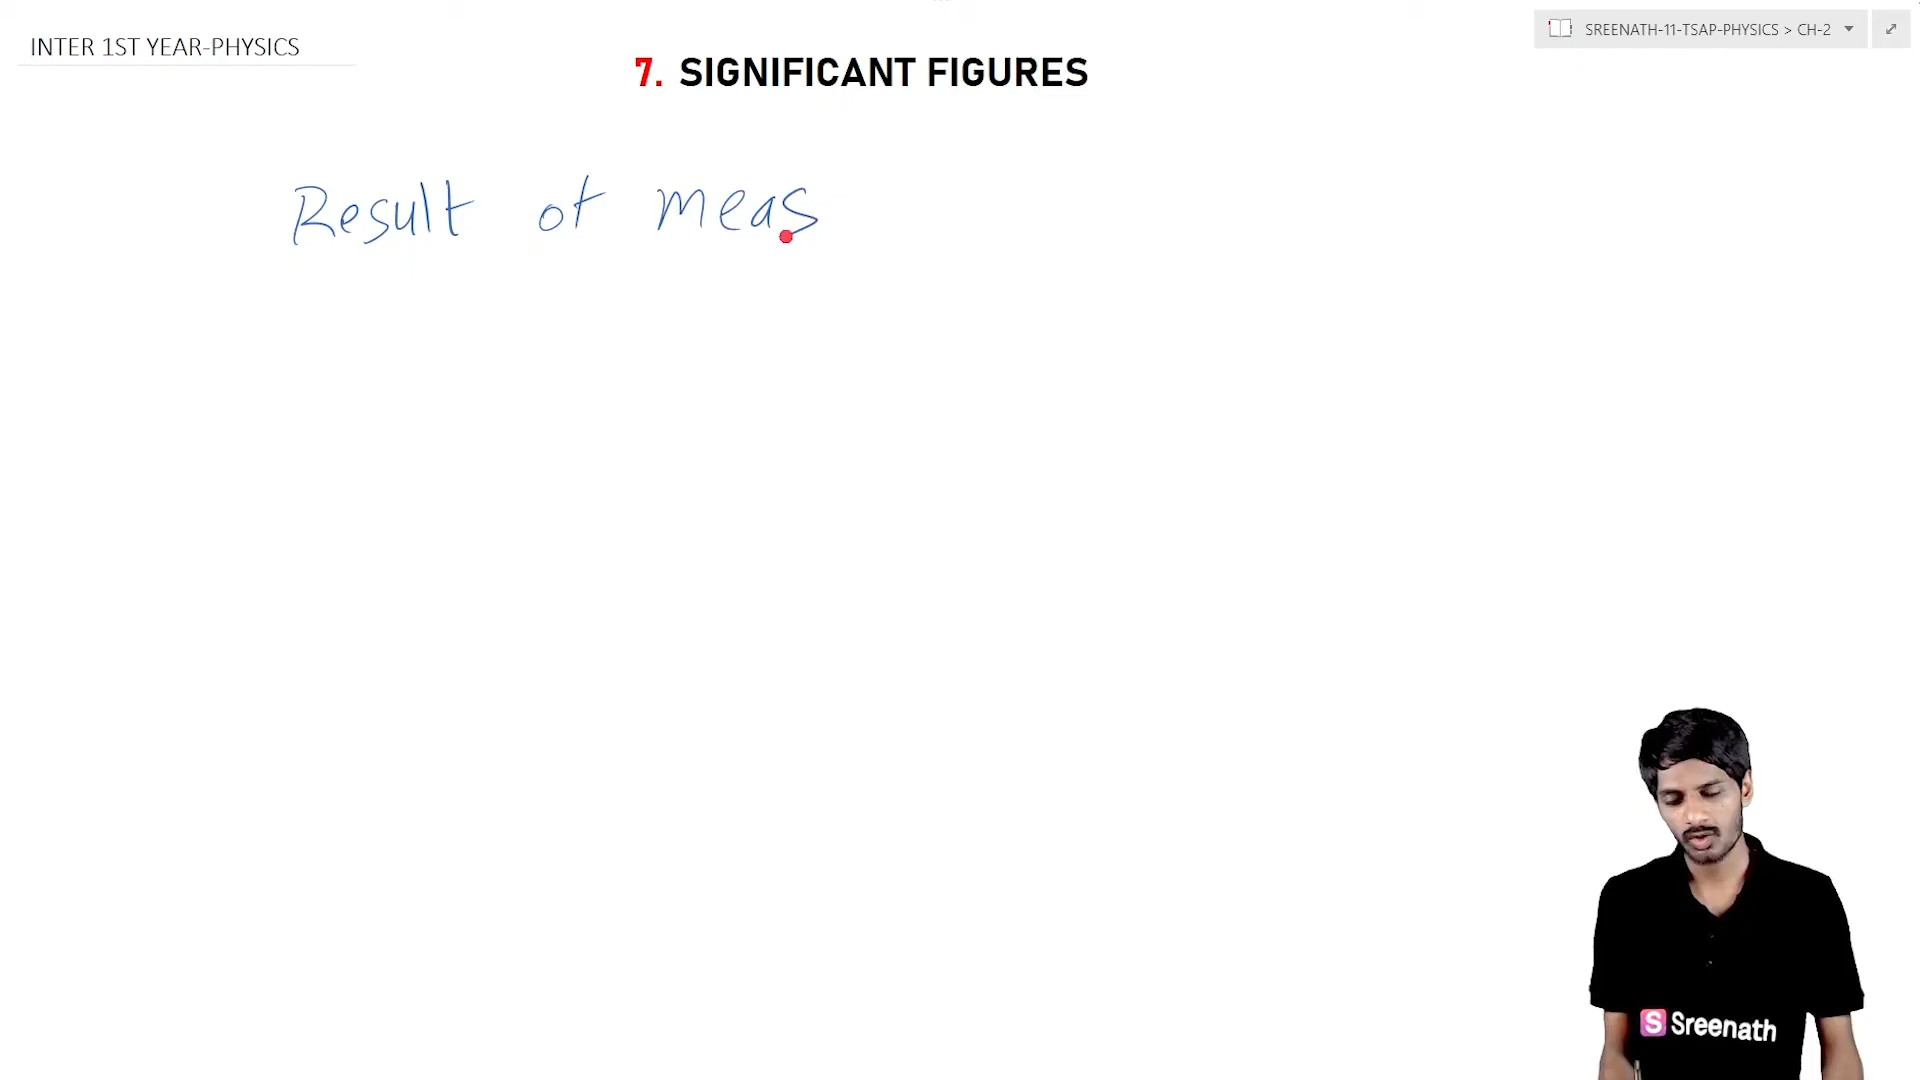 INTER 1ST YEAR-PHYSICS
SREENATH-11-TSAP-PHYSICS > CH-2
7. SIGNIFICANT FIGURES
Result of meas
S Sreenath